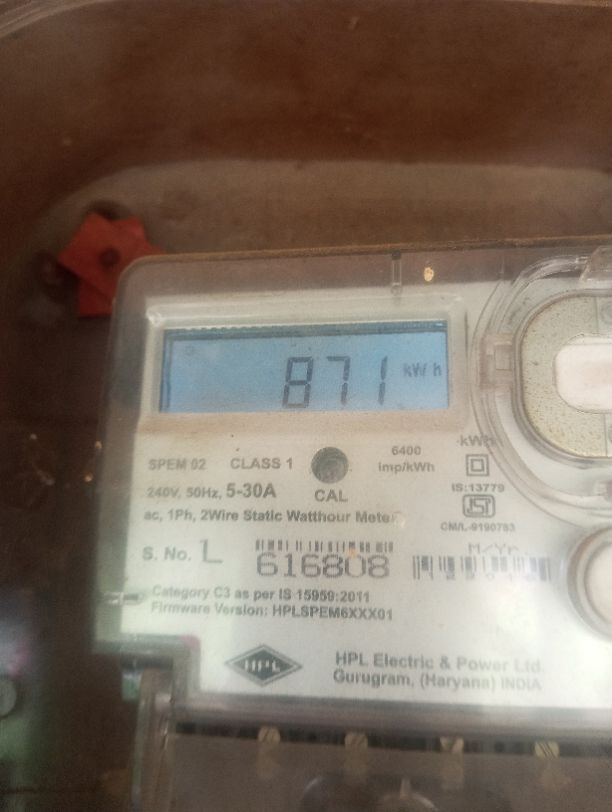 871 kWh
SPEM 02 CLASS 1
6400
imp/kWh
kWh
240V, 50Hz, 5-30A
CAL
IS:13779
ISI
ac, 1Ph, 2Wire Static Watthour Meter
CM/L-9190783
S. No. L 616808
M/Yr
Category C3 as per IS 15959:2011
Firmware Version: HPLSPEM6XXX01
HPL
HPL Electric & Power Ltd
Gurugram, (Haryana) INDIA